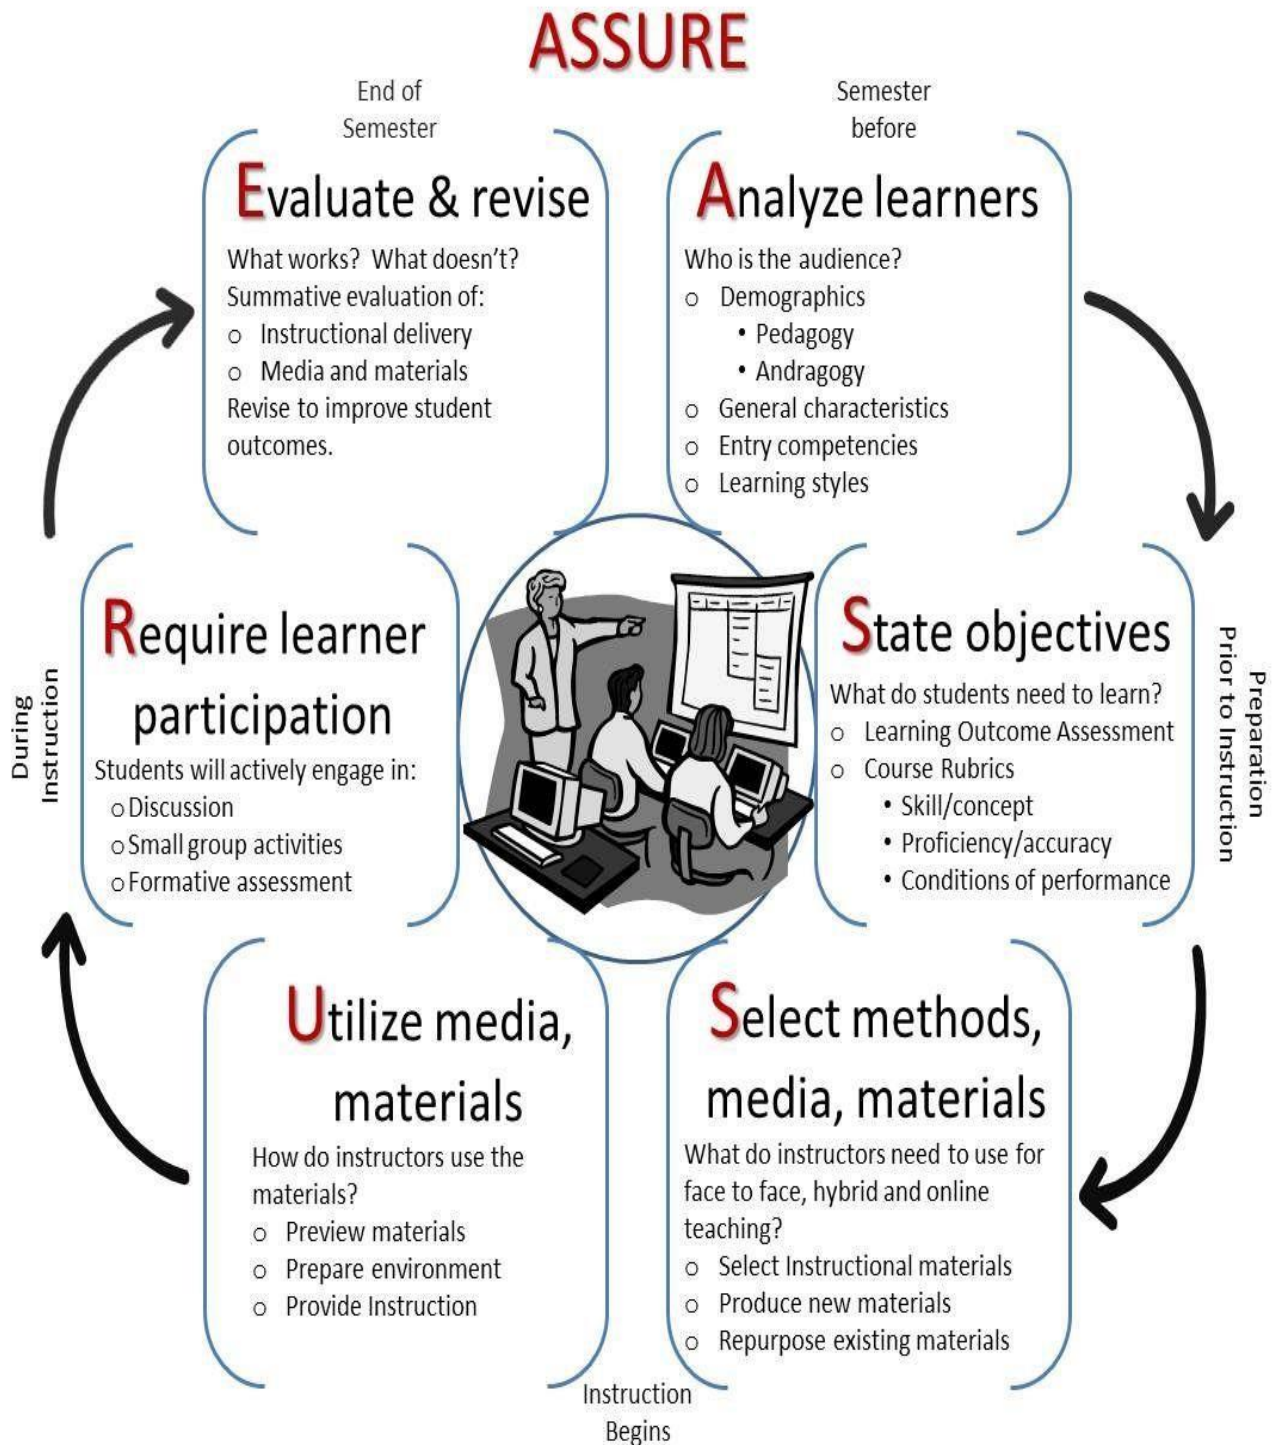 ASSURE
Semester
before
Analyze learners
Who is the audience?
o Demographics
• Pedagogy
• Andragogy
o General characteristics
o Entry competencies
o Learning styles
Preparation
Prior to Instruction
State objectives
What do students need to learn?
o Learning Outcome Assessment
o Course Rubrics
• Skill/concept
• Proficiency/accuracy
• Conditions of performance
Select methods,
media, materials
What do instructors need to use for
face to face, hybrid and online
teaching?
o Select Instructional materials
o Produce new materials
o Repurpose existing materials
Instruction
Begins
Utilize media,
materials
How do instructors use the
materials?
o Preview materials
o Prepare environment
o Provide Instruction
During
Instruction
Require learner
participation
Students will actively engage in:
o Discussion
o Small group activities
o Formative assessment
End of
Semester
Evaluate & revise
What works? What doesn't?
Summative evaluation of:
o Instructional delivery
o Media and materials
Revise to improve student
outcomes.